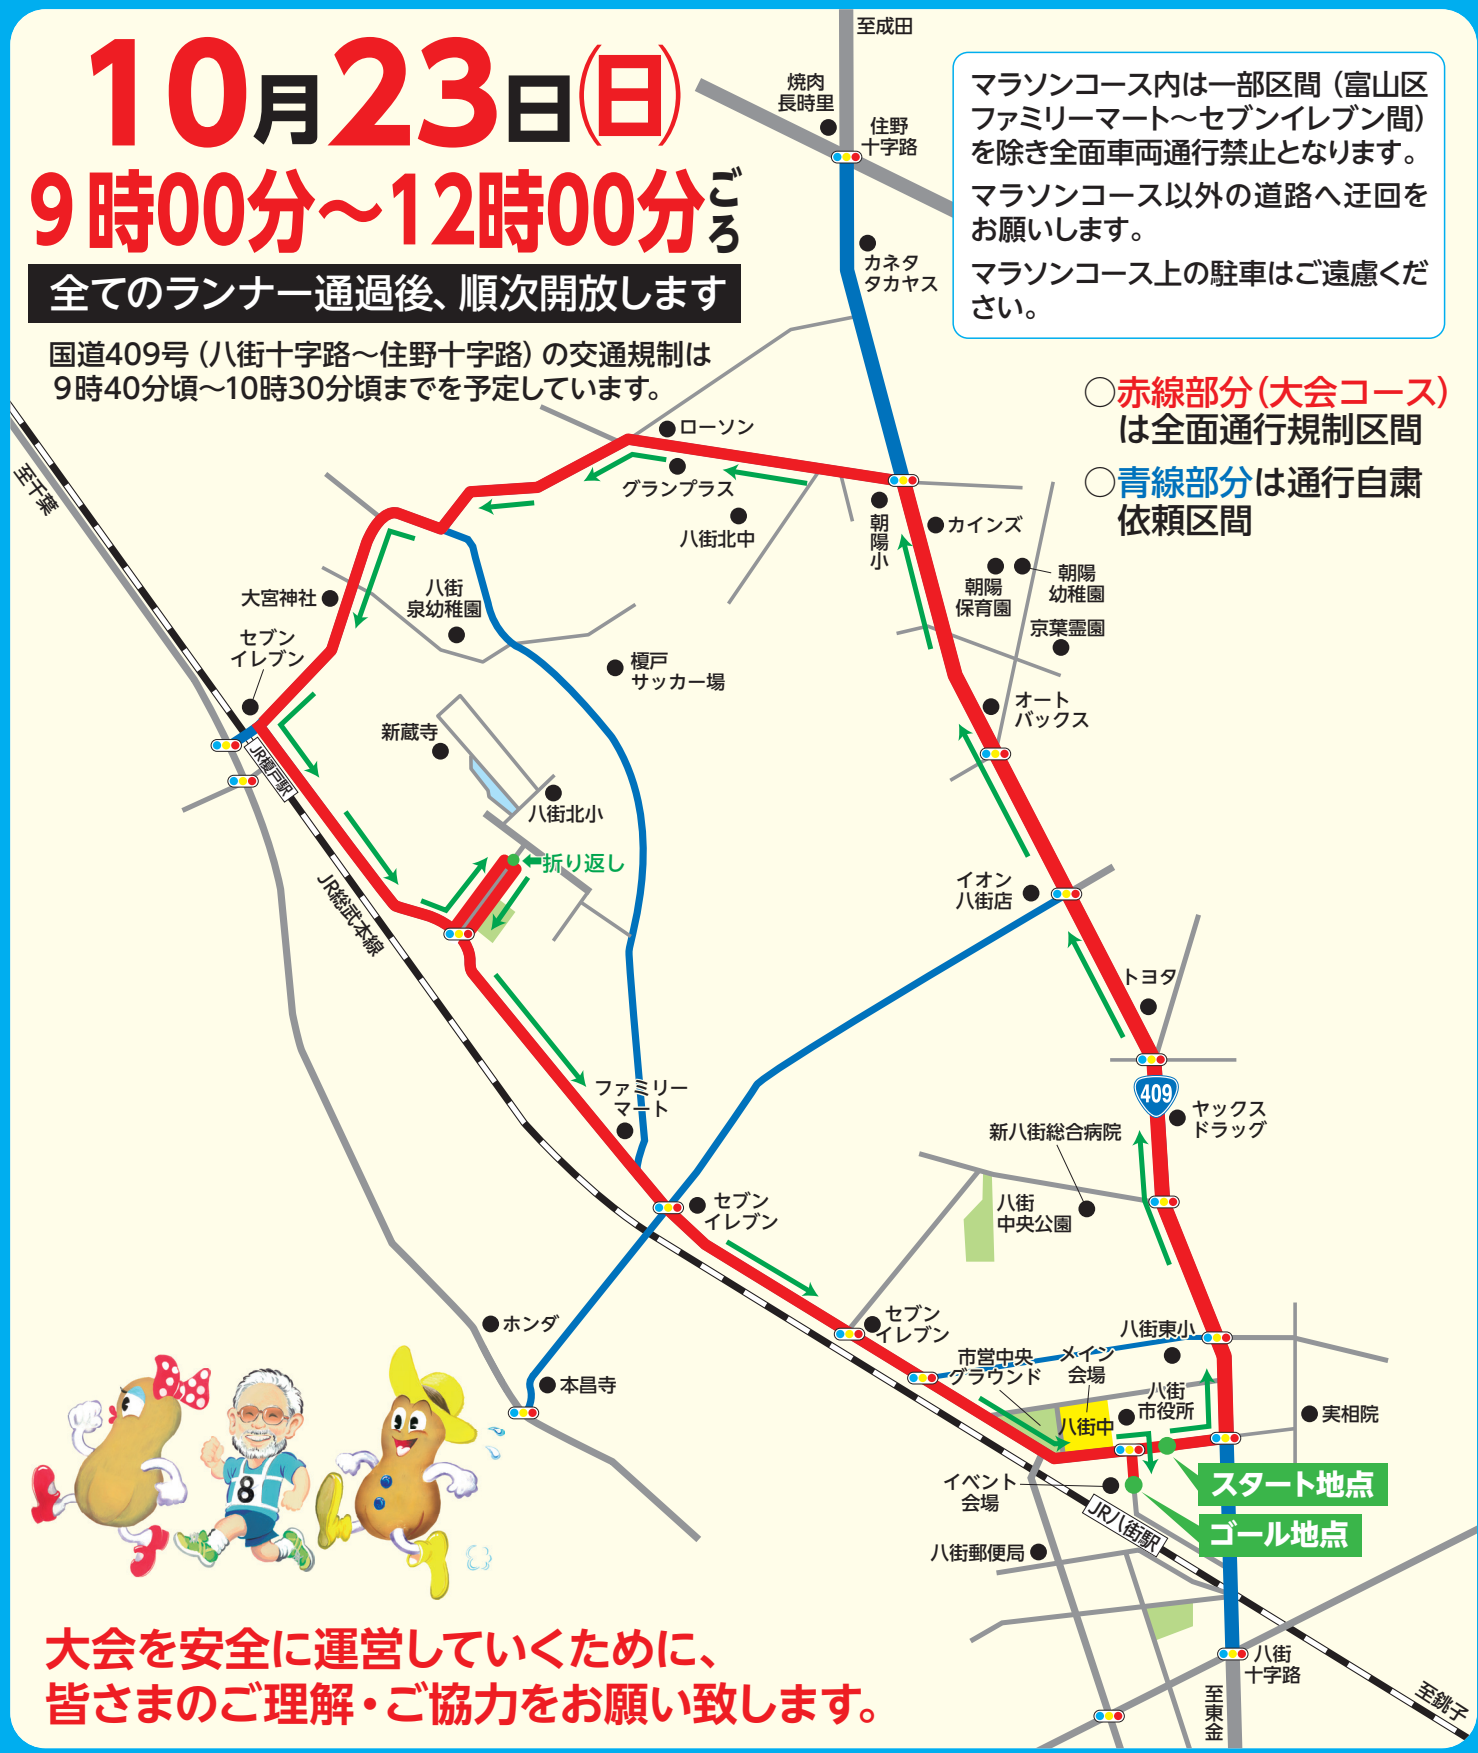 10月23日(日)
9時00分～12時00分ごろ
全てのランナー通過後、順次開放します
国道409号(八街十字路～住野十字路)の交通規制は
9時40分頃～10時30分頃までを予定しています。
マラソンコース内は一部区間(富山区
ファミリーマート～セブンイレブン間)
を除き全面車両通行禁止となります。
マラソンコース以外の道路へ迂回を
お願いします。
マラソンコース上の駐車はご遠慮くだ
さい。
○赤線部分(大会コース)
は全面通行規制区間
○青線部分は通行自粛
依頼区間
至成田
焼肉
長時里
住野
十字路
カネタ
タカヤス
ローソン
グランプラス
八街北中
朝陽小
カインズ
朝陽
保育園
朝陽
幼稚園
京葉霊園
オート
バックス
至千葉
大宮神社
八街
泉幼稚園
セブン
イレブン
榎戸
サッカー場
新蔵寺
JR榎戸駅
八街北小
折り返し
JR総武本線
イオン
八街店
トヨタ
409
ヤックス
ドラッグ
新八街総合病院
八街
中央公園
ファミリー
マート
セブン
イレブン
セブン
イレブン
ホンダ
本昌寺
八街東小
市営中央
グラウンド
メイン
会場
八街
市役所
八街中
実相院
イベント
会場
スタート地点
ゴール地点
JR八街駅
八街郵便局
八街
十字路
至東金
至銚子
8
大会を安全に運営していくために、
皆さまのご理解・ご協力をお願い致します。